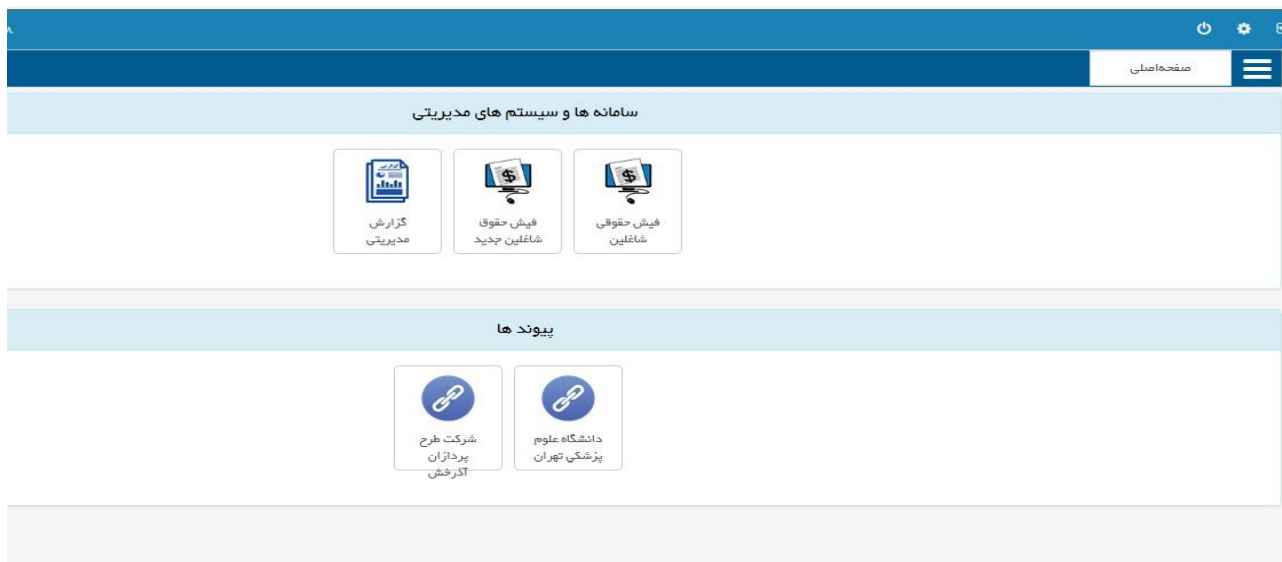 صفحه‌اصلی
سامانه ها و سیستم های مدیریتی
فیش حقوقی
شاغلین
فیش حقوق
شاغلین جدید
گزارش
مدیریتی
پیوند ها
دانشگاه علوم
پزشکي تهران
شرکت طرح
پردازان
آذرخش